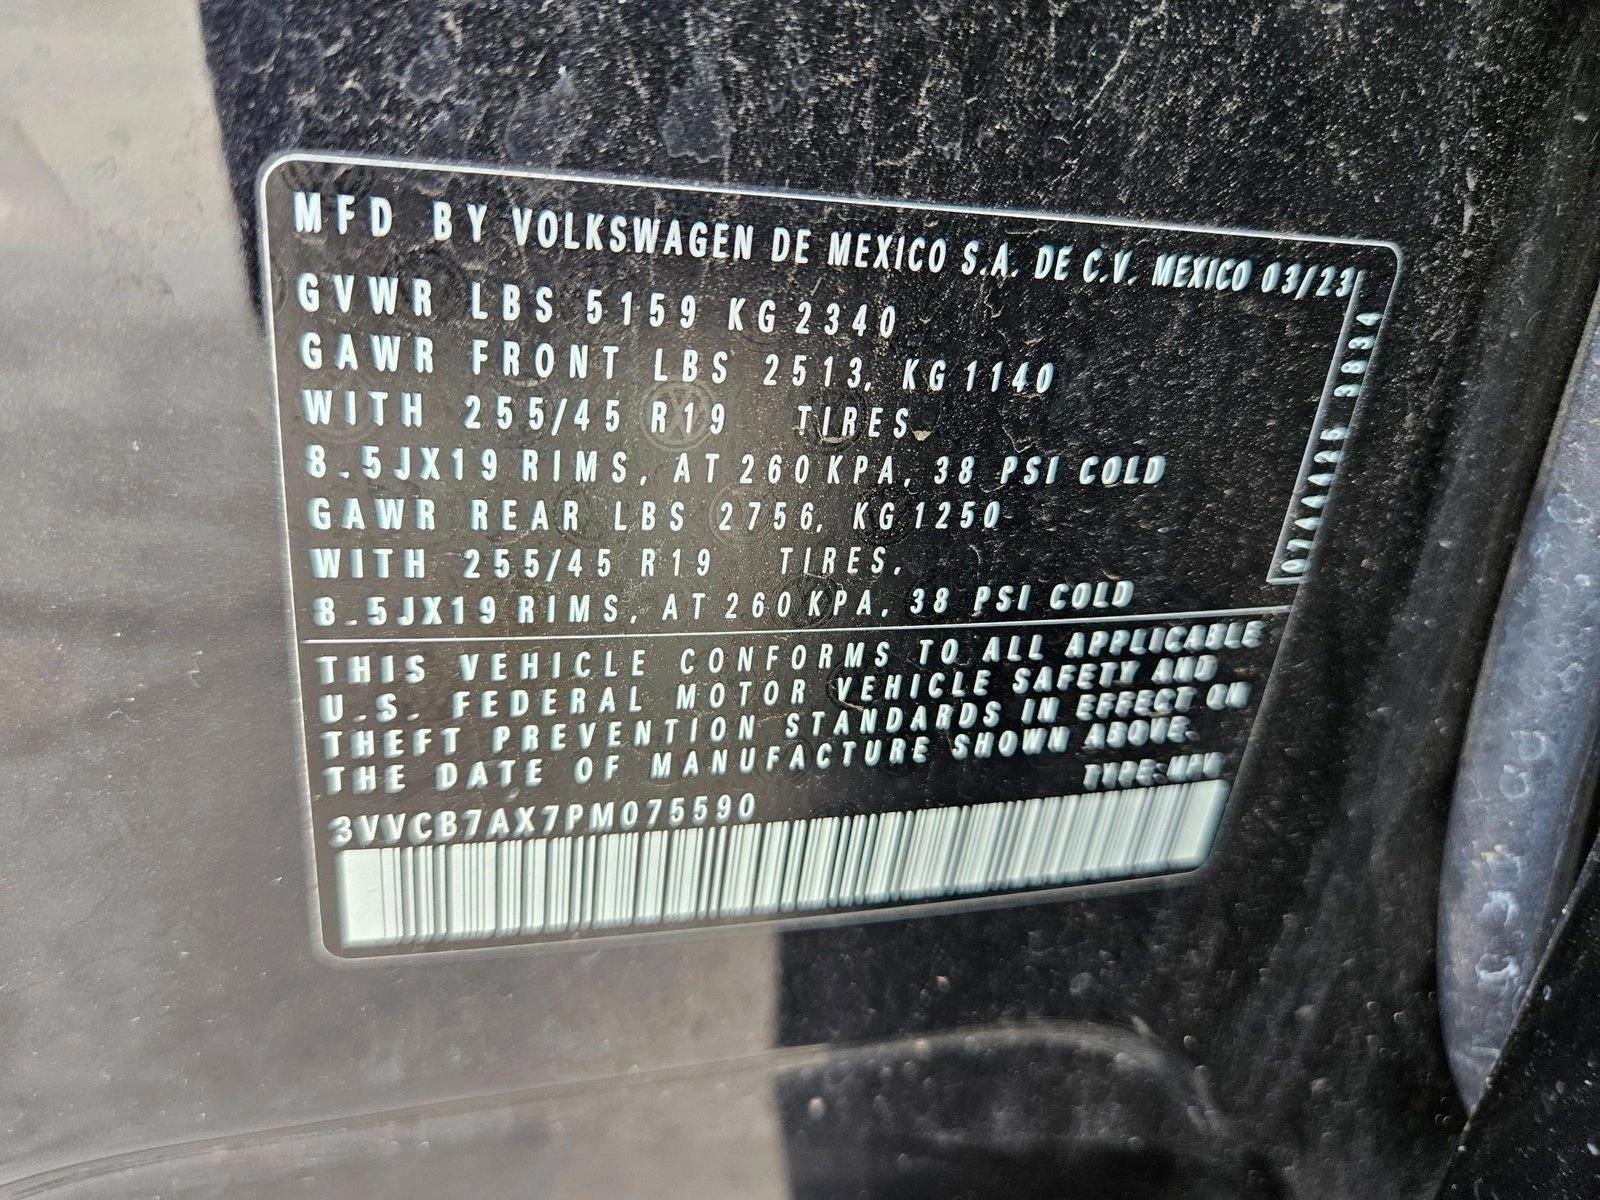 MFD BY VOLKSWAGEN DE MEXICO S.A. DE C.V. MEXICO 03/23
GVWR LBS 5159 KG 2340
GAWR FRONT LBS 2513, KG 1140
WITH 255/45 R19 TIRES,
8.5JX19 RIMS, AT 260 KPA, 38 PSI COLD
GAWR REAR LBS 2756, KG 1250
WITH 255/45 R19 TIRES,
8.5JX19 RIMS, AT 260 KPA, 38 PSI COLD
THIS VEHICLE CONFORMS TO ALL APPLICABLE
U.S. FEDERAL MOTOR VEHICLE SAFETY AND
THEFT PREVENTION STANDARDS IN EFFECT ON
THE DATE OF MANUFACTURE SHOWN ABOVE.
TYPE:MPV
3VVCB7AX7PM075590